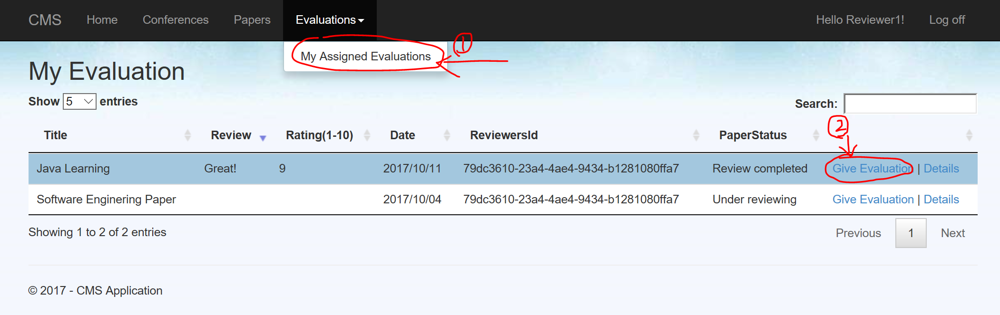 CMS Home Conferences Papers Evaluations Hello Reviewer1! Log off
My Assigned Evaluations 1
My Evaluation
Show 5 entries Search:
2
Title Review Rating(1-10) Date ReviewersId PaperStatus
Java Learning Great! 9 2017/10/11 79dc3610-23a4-4ae4-9434-b1281080ffa7 Review completed Give Evaluation | Details
Software Enginering Paper 2017/10/04 79dc3610-23a4-4ae4-9434-b1281080ffa7 Under reviewing Give Evaluation | Details
Showing 1 to 2 of 2 entries Previous 1 Next
© 2017 - CMS Application